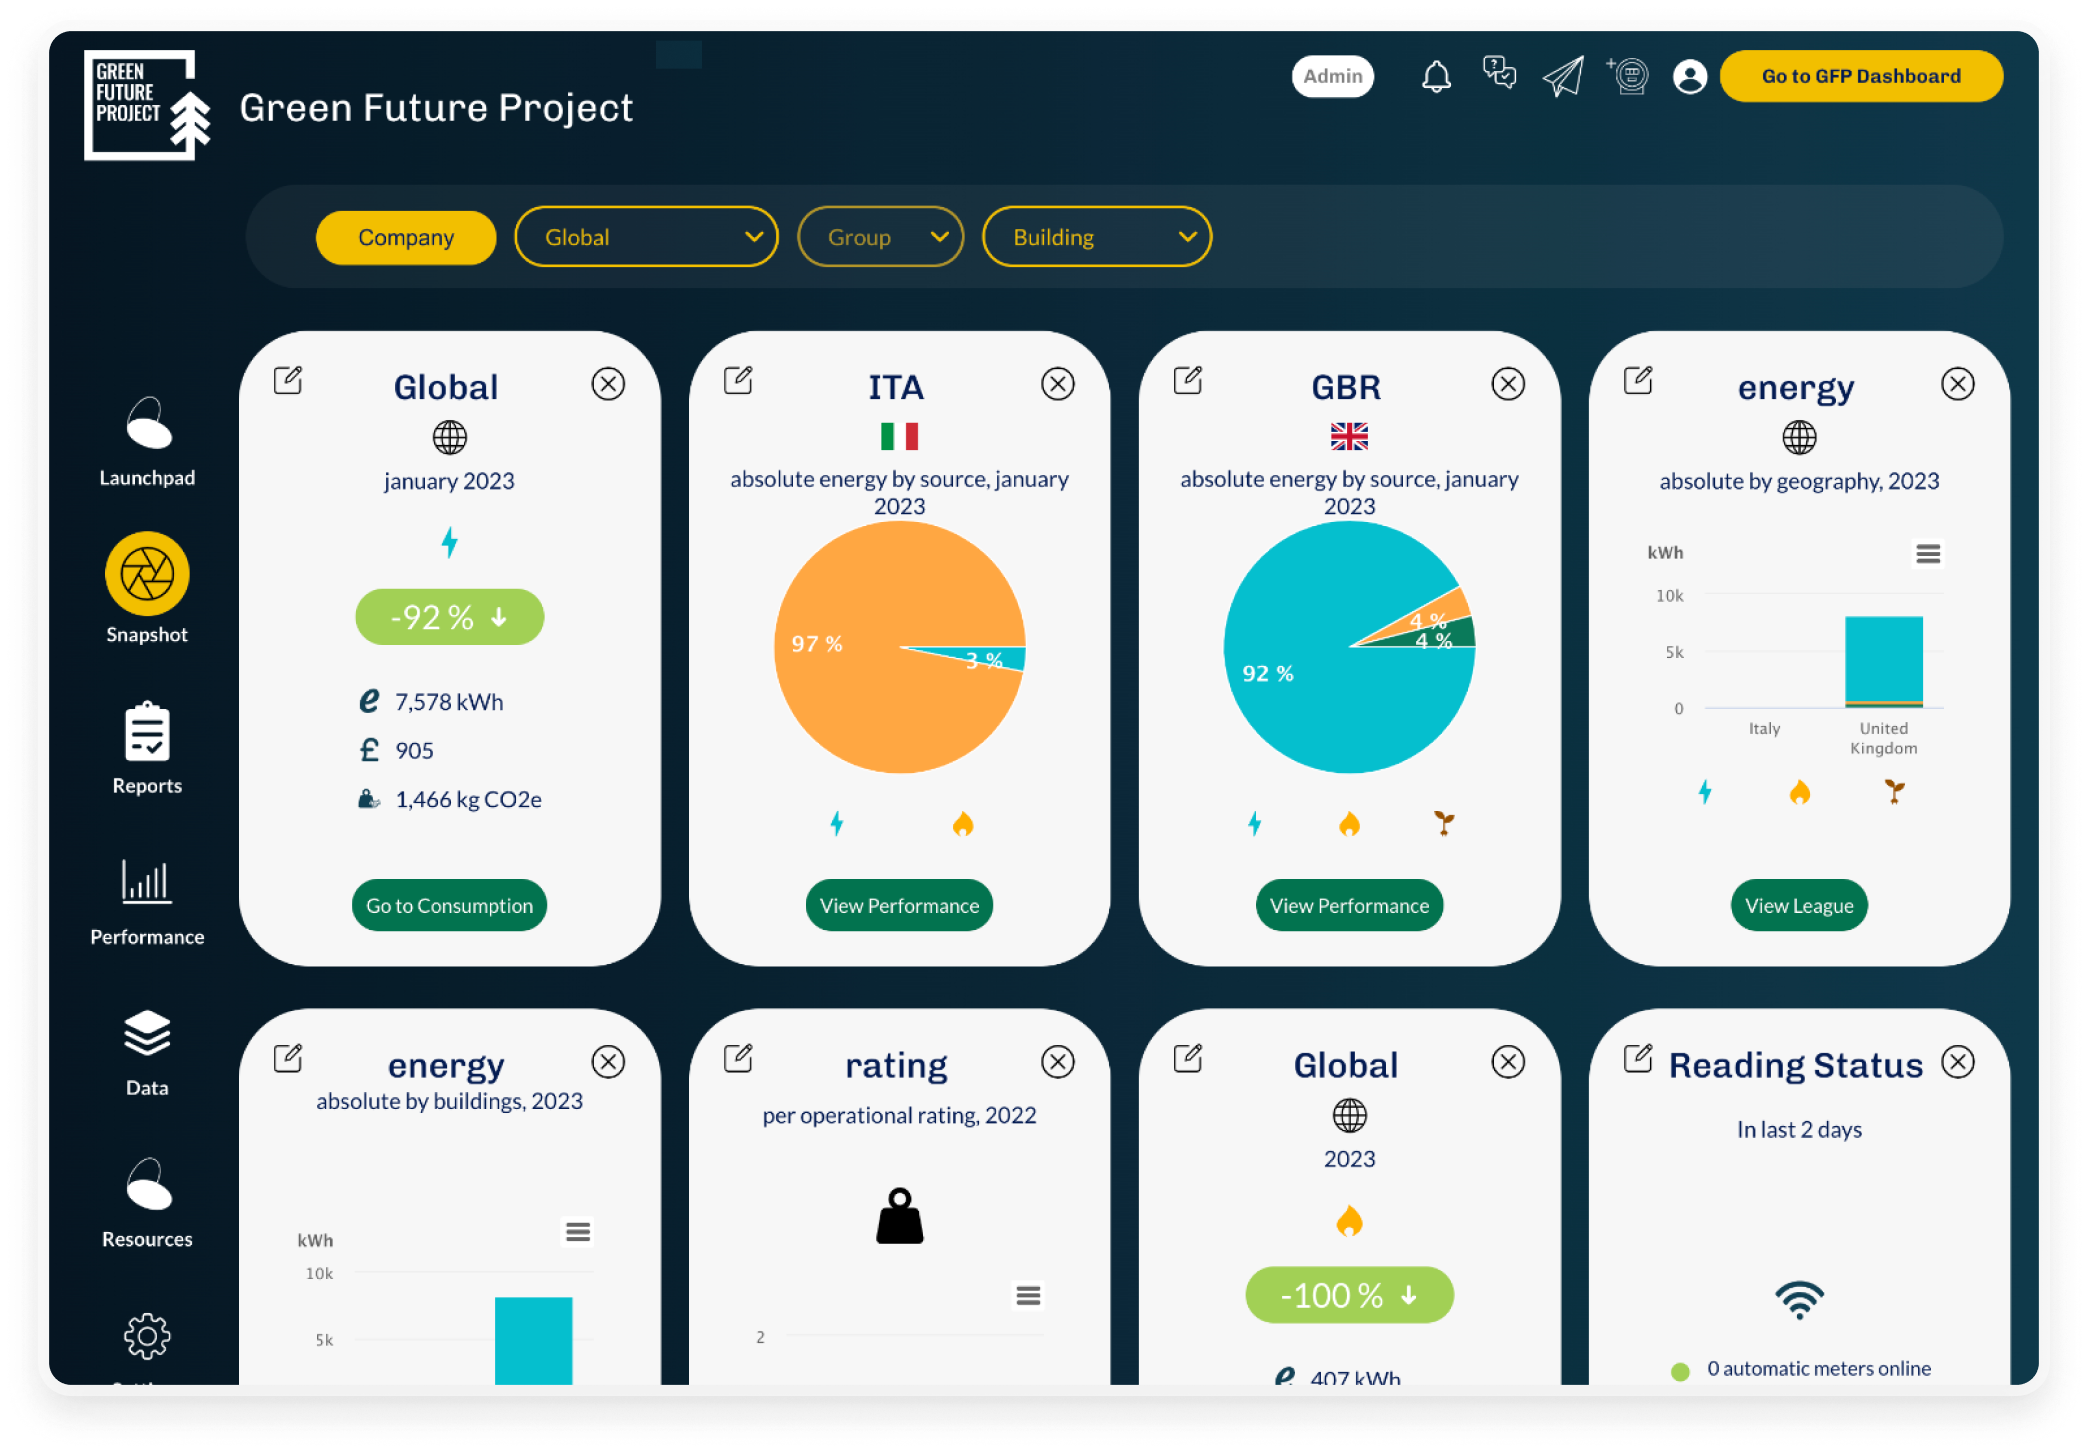 GREEN
FUTURE
PROJECT
Green Future Project
Admin
Go to GFP Dashboard
Company
Global
Group
Building
Launchpad
Snapshot
Reports
Performance
Data
Resources
Global
january 2023
-92 %
7,578 kWh
£ 905
1,466 kg CO2e
Go to Consumption
ITA
absolute energy by source, january
2023
97 %
3 %
View Performance
GBR
absolute energy by source, january
2023
4 %
4 %
92 %
View Performance
energy
absolute by geography, 2023
kWh
10k
5k
0
Italy
United
Kingdom
View League
energy
absolute by buildings, 2023
kWh
10k
5k
rating
per operational rating, 2022
2
Global
2023
-100 %
407 kWh
Reading Status
In last 2 days
0 automatic meters online